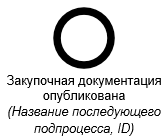 Закупочная документация
опубликована
(Название последующего
подпроцесса, ID)